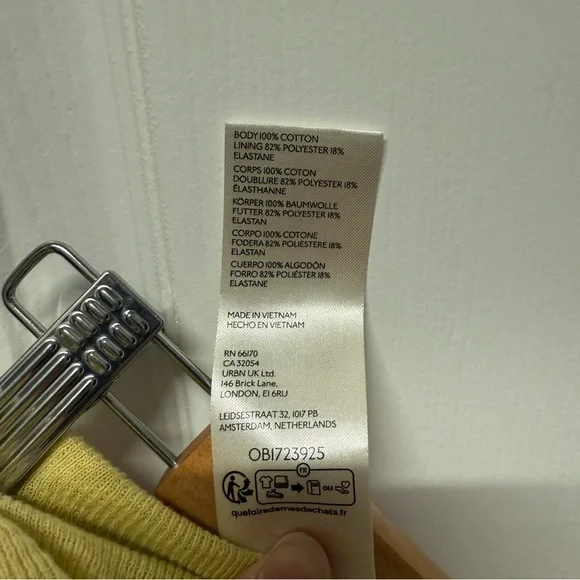 BODY 100% COTTON
LINING 82% POLYESTER 18%
ELASTANE
CORPS 100% COTON
DOUBLURE 82% POLYESTER 18%
ÉLASTHANNE
KÖRPER 100% BAUMWOLLE
FUTTER 82% POLYESTER 18%
ELASTAN
CORPO 100% COTONE
FODERA 82% POLIESTERE 18%
ELASTAN
CUERPO 100% ALGODÓN
FORRO 82% POLIÉSTER 18%
ELASTANE
MADE IN VIETNAM
HECHO EN VIETNAM
RN 66170
CA 32054
URBN UK Ltd.
146 Brick Lane,
LONDON, E1 6RU
LEIDSESTRAAT 32, 1017 PB
AMSTERDAM, NETHERLANDS
OB1723925
FR
OU
quefairedemesdechets.fr